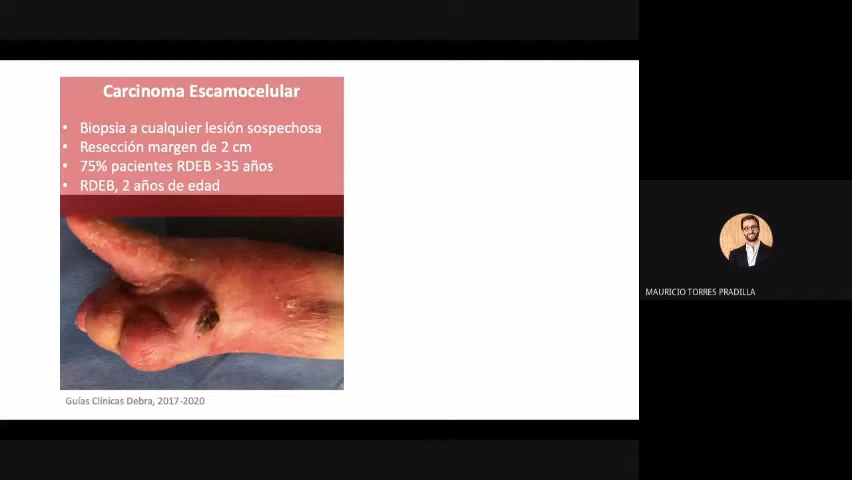 Carcinoma Escamocelular
• Biopsia a cualquier lesión sospechosa
• Resección margen de 2 cm
• 75% pacientes RDEB >35 años
• RDEB, 2 años de edad
Guías Clínicas Debra, 2017-2020
MAURICIO TORRES PRADILLA